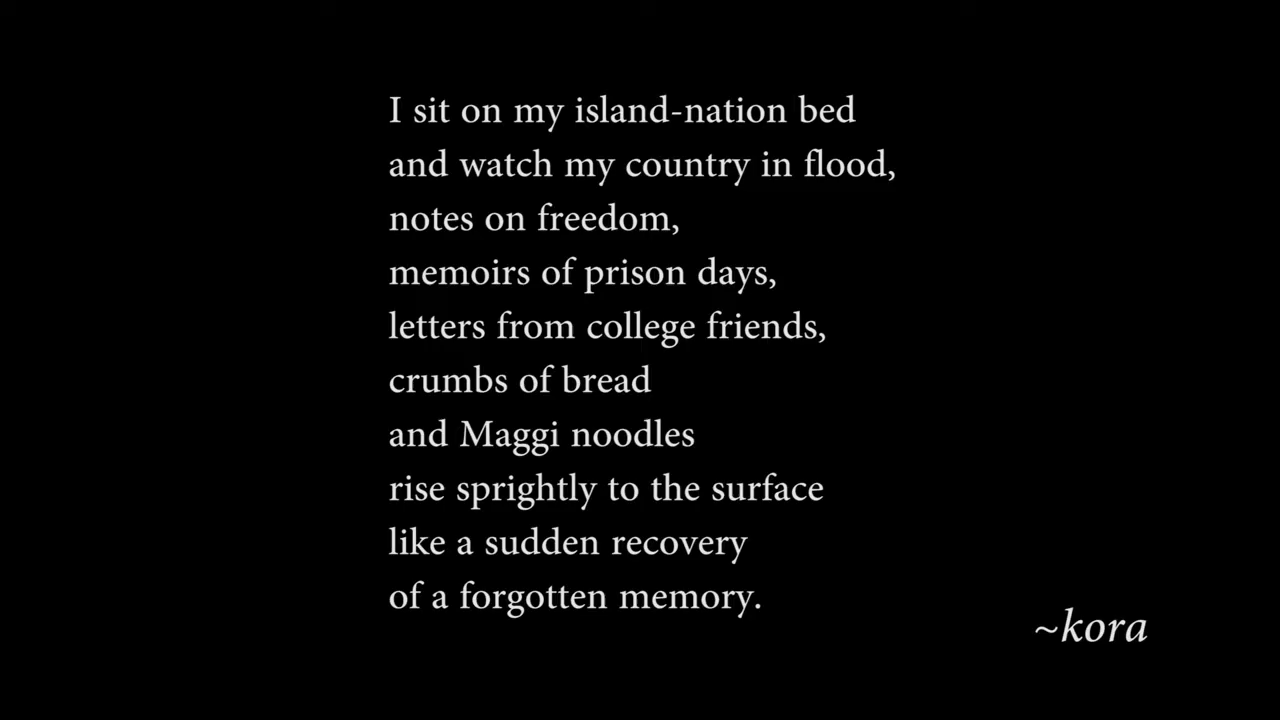 I sit on my island-nation bed
and watch my country in flood,
notes on freedom,
memoirs of prison days,
letters from college friends,
crumbs of bread
and Maggi noodles
rise sprightly to the surface
like a sudden recovery
of a forgotten memory.
~kora